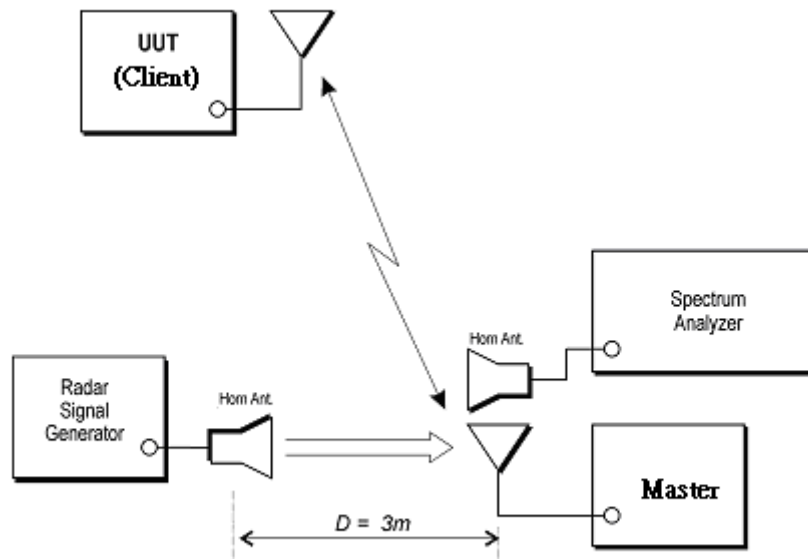 UUT
(Client)
Spectrum
Analyzer
Horn Ant.
Radar
Signal
Generator
Horn Ant.
Master
D = 3m